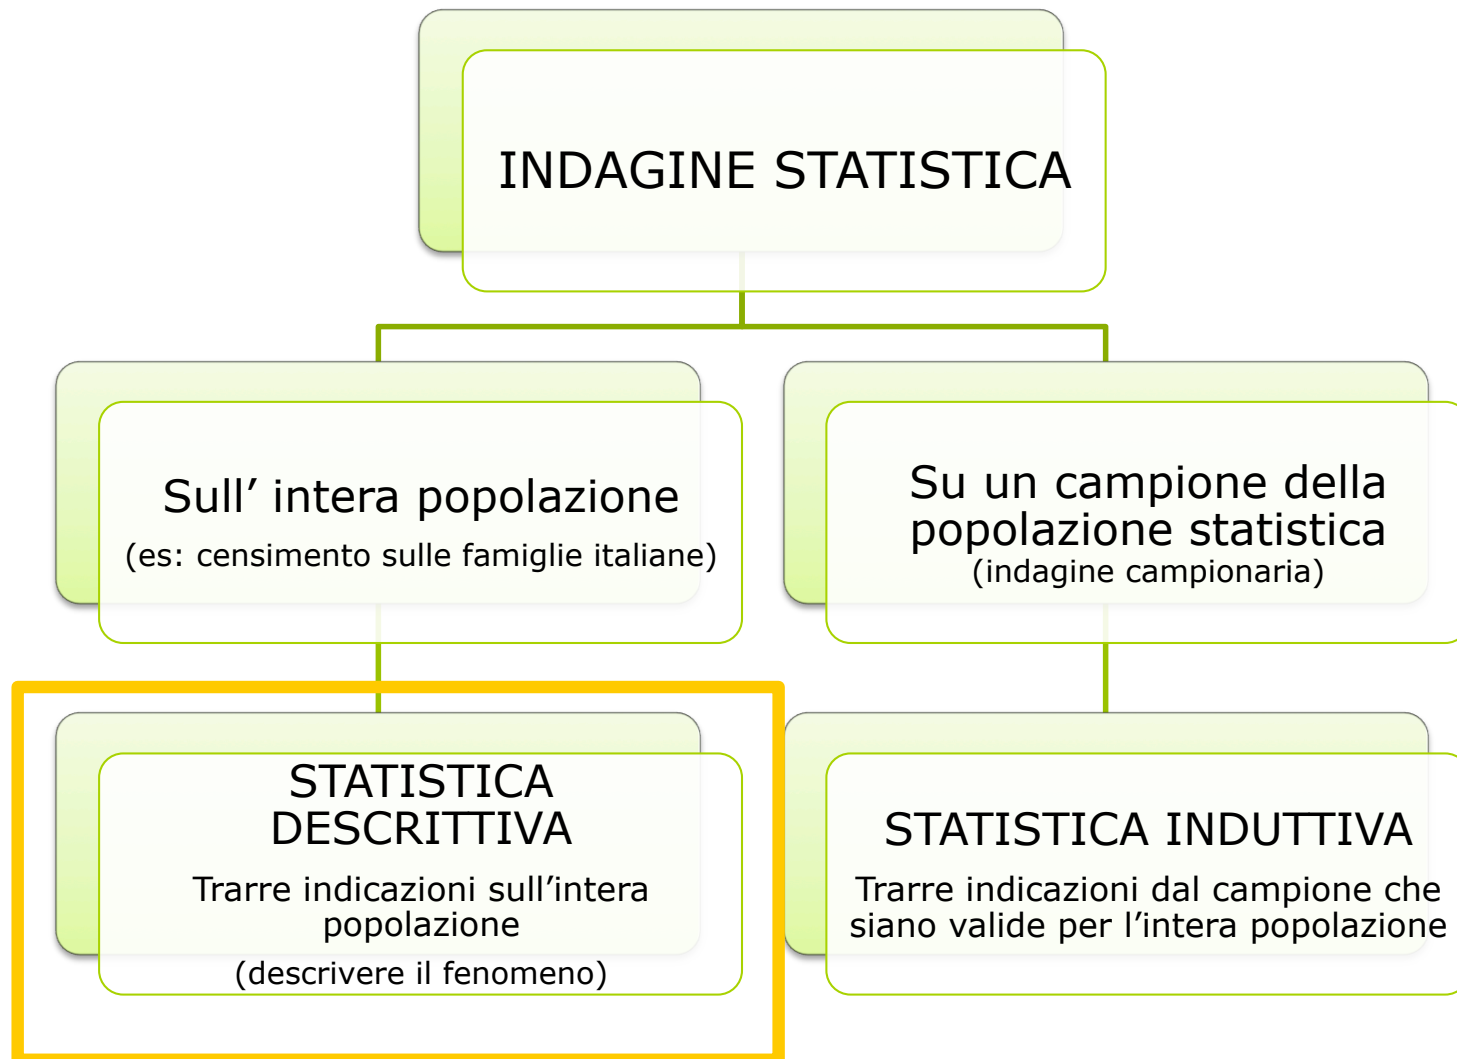 INDAGINE STATISTICA
Sull’ intera popolazione
(es: censimento sulle famiglie italiane)
Su un campione della
popolazione statistica
(indagine campionaria)
STATISTICA
DESCRITTIVA
Trarre indicazioni sull’intera
popolazione
(descrivere il fenomeno)
STATISTICA INDUTTIVA
Trarre indicazioni dal campione che
siano valide per l’intera popolazione